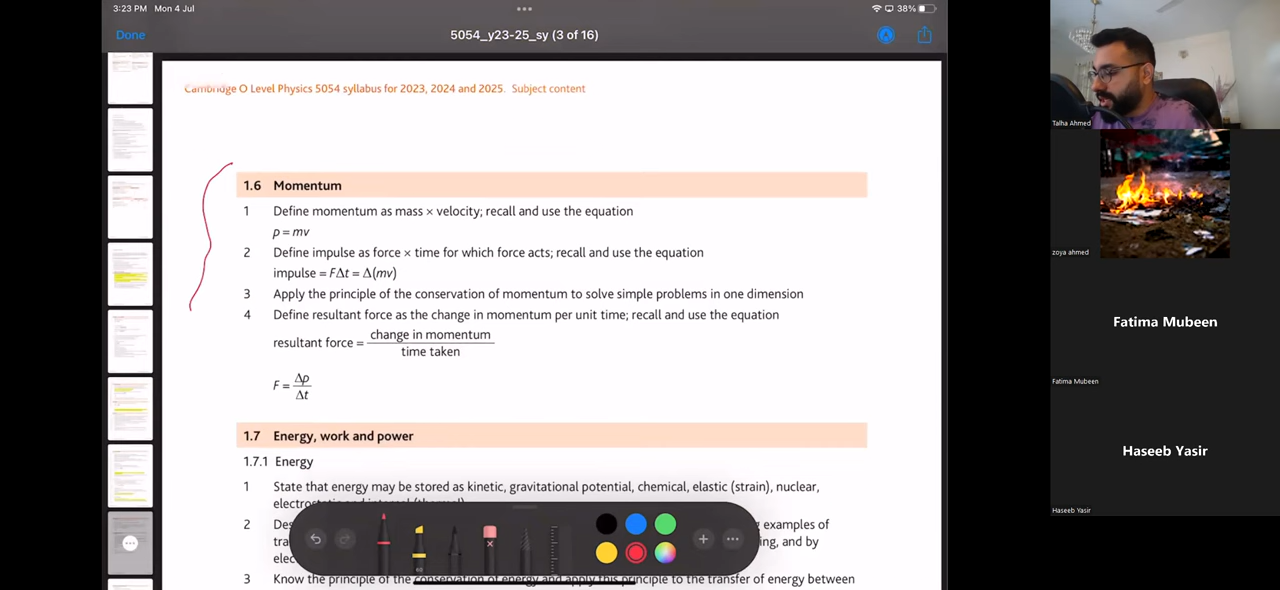 3:23 PM Mon 4 Jul
38%
Done
5054_y23-25_sy (3 of 16)
Cambridge O Level Physics 5054 syllabus for 2023, 2024 and 2025. Subject content
1.6 Momentum
1 Define momentum as mass × velocity; recall and use the equation
p = mv
2 Define impulse as force × time for which force acts; recall and use the equation
impulse = FΔt = Δ(mv)
3 Apply the principle of the conservation of momentum to solve simple problems in one dimension
4 Define resultant force as the change in momentum per unit time; recall and use the equation
resultant force = change in momentum
time taken
F = Δp
Δt
1.7 Energy, work and power
1.7.1 Energy
1 State that energy may be stored as kinetic, gravitational potential, chemical, elastic (strain), nuclear,
2 examples of
and by
3 Know the principle of the conservation of energy and apply this principle to the transfer of energy between
Talha Ahmed
zoya ahmed
Fatima Mubeen
Fatima Mubeen
Haseeb Yasir
Haseeb Yasir